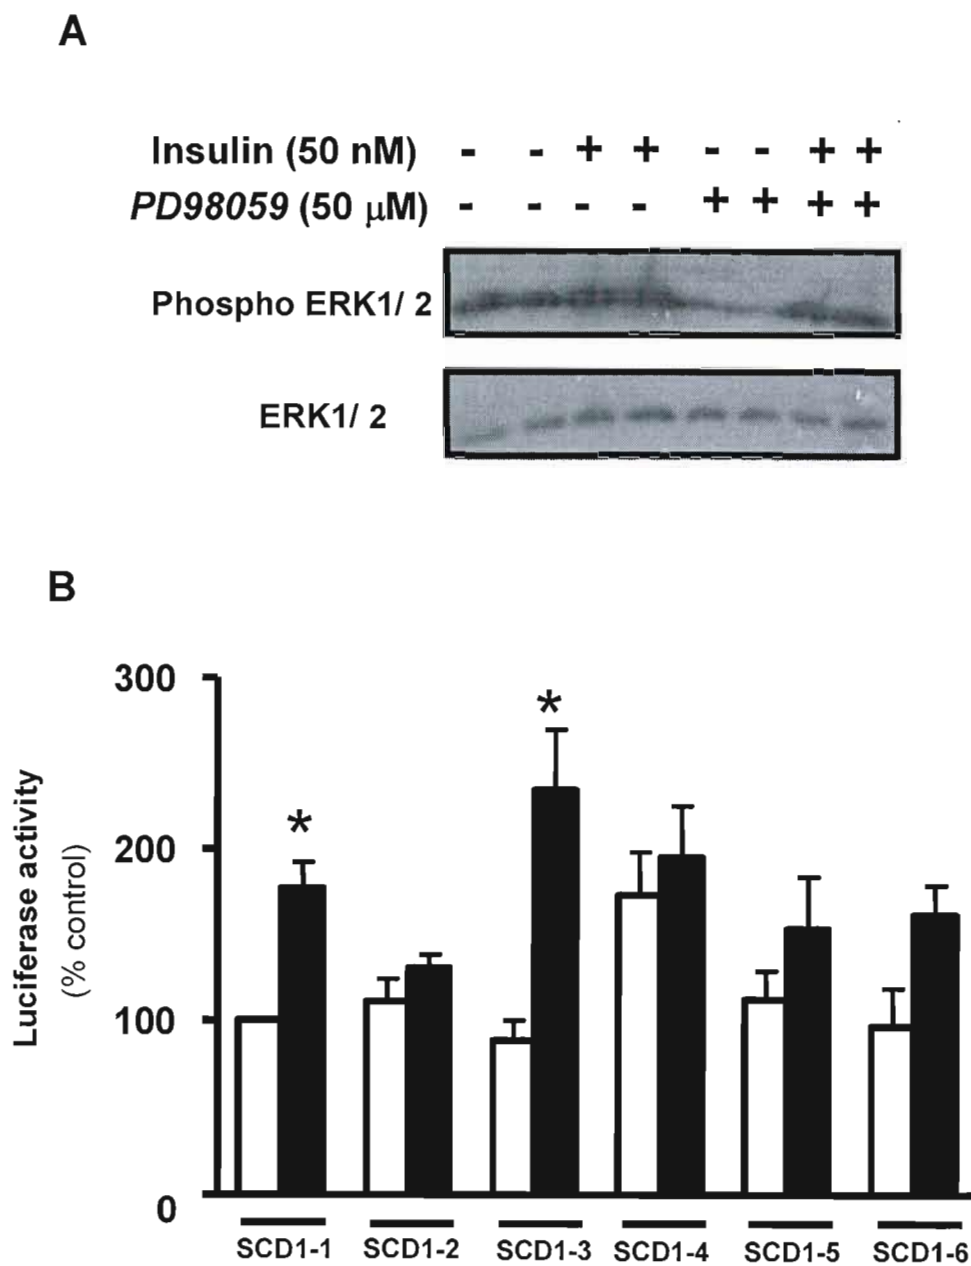 A
Insulin (50 nM) - - + + - - + +
PD98059 (50 μM) - - - - + + + +
Phospho ERK1/ 2
ERK1/ 2
B
Luciferase activity
(% control)
300
200
100
0
*
*
SCD1-1 SCD1-2 SCD1-3 SCD1-4 SCD1-5 SCD1-6